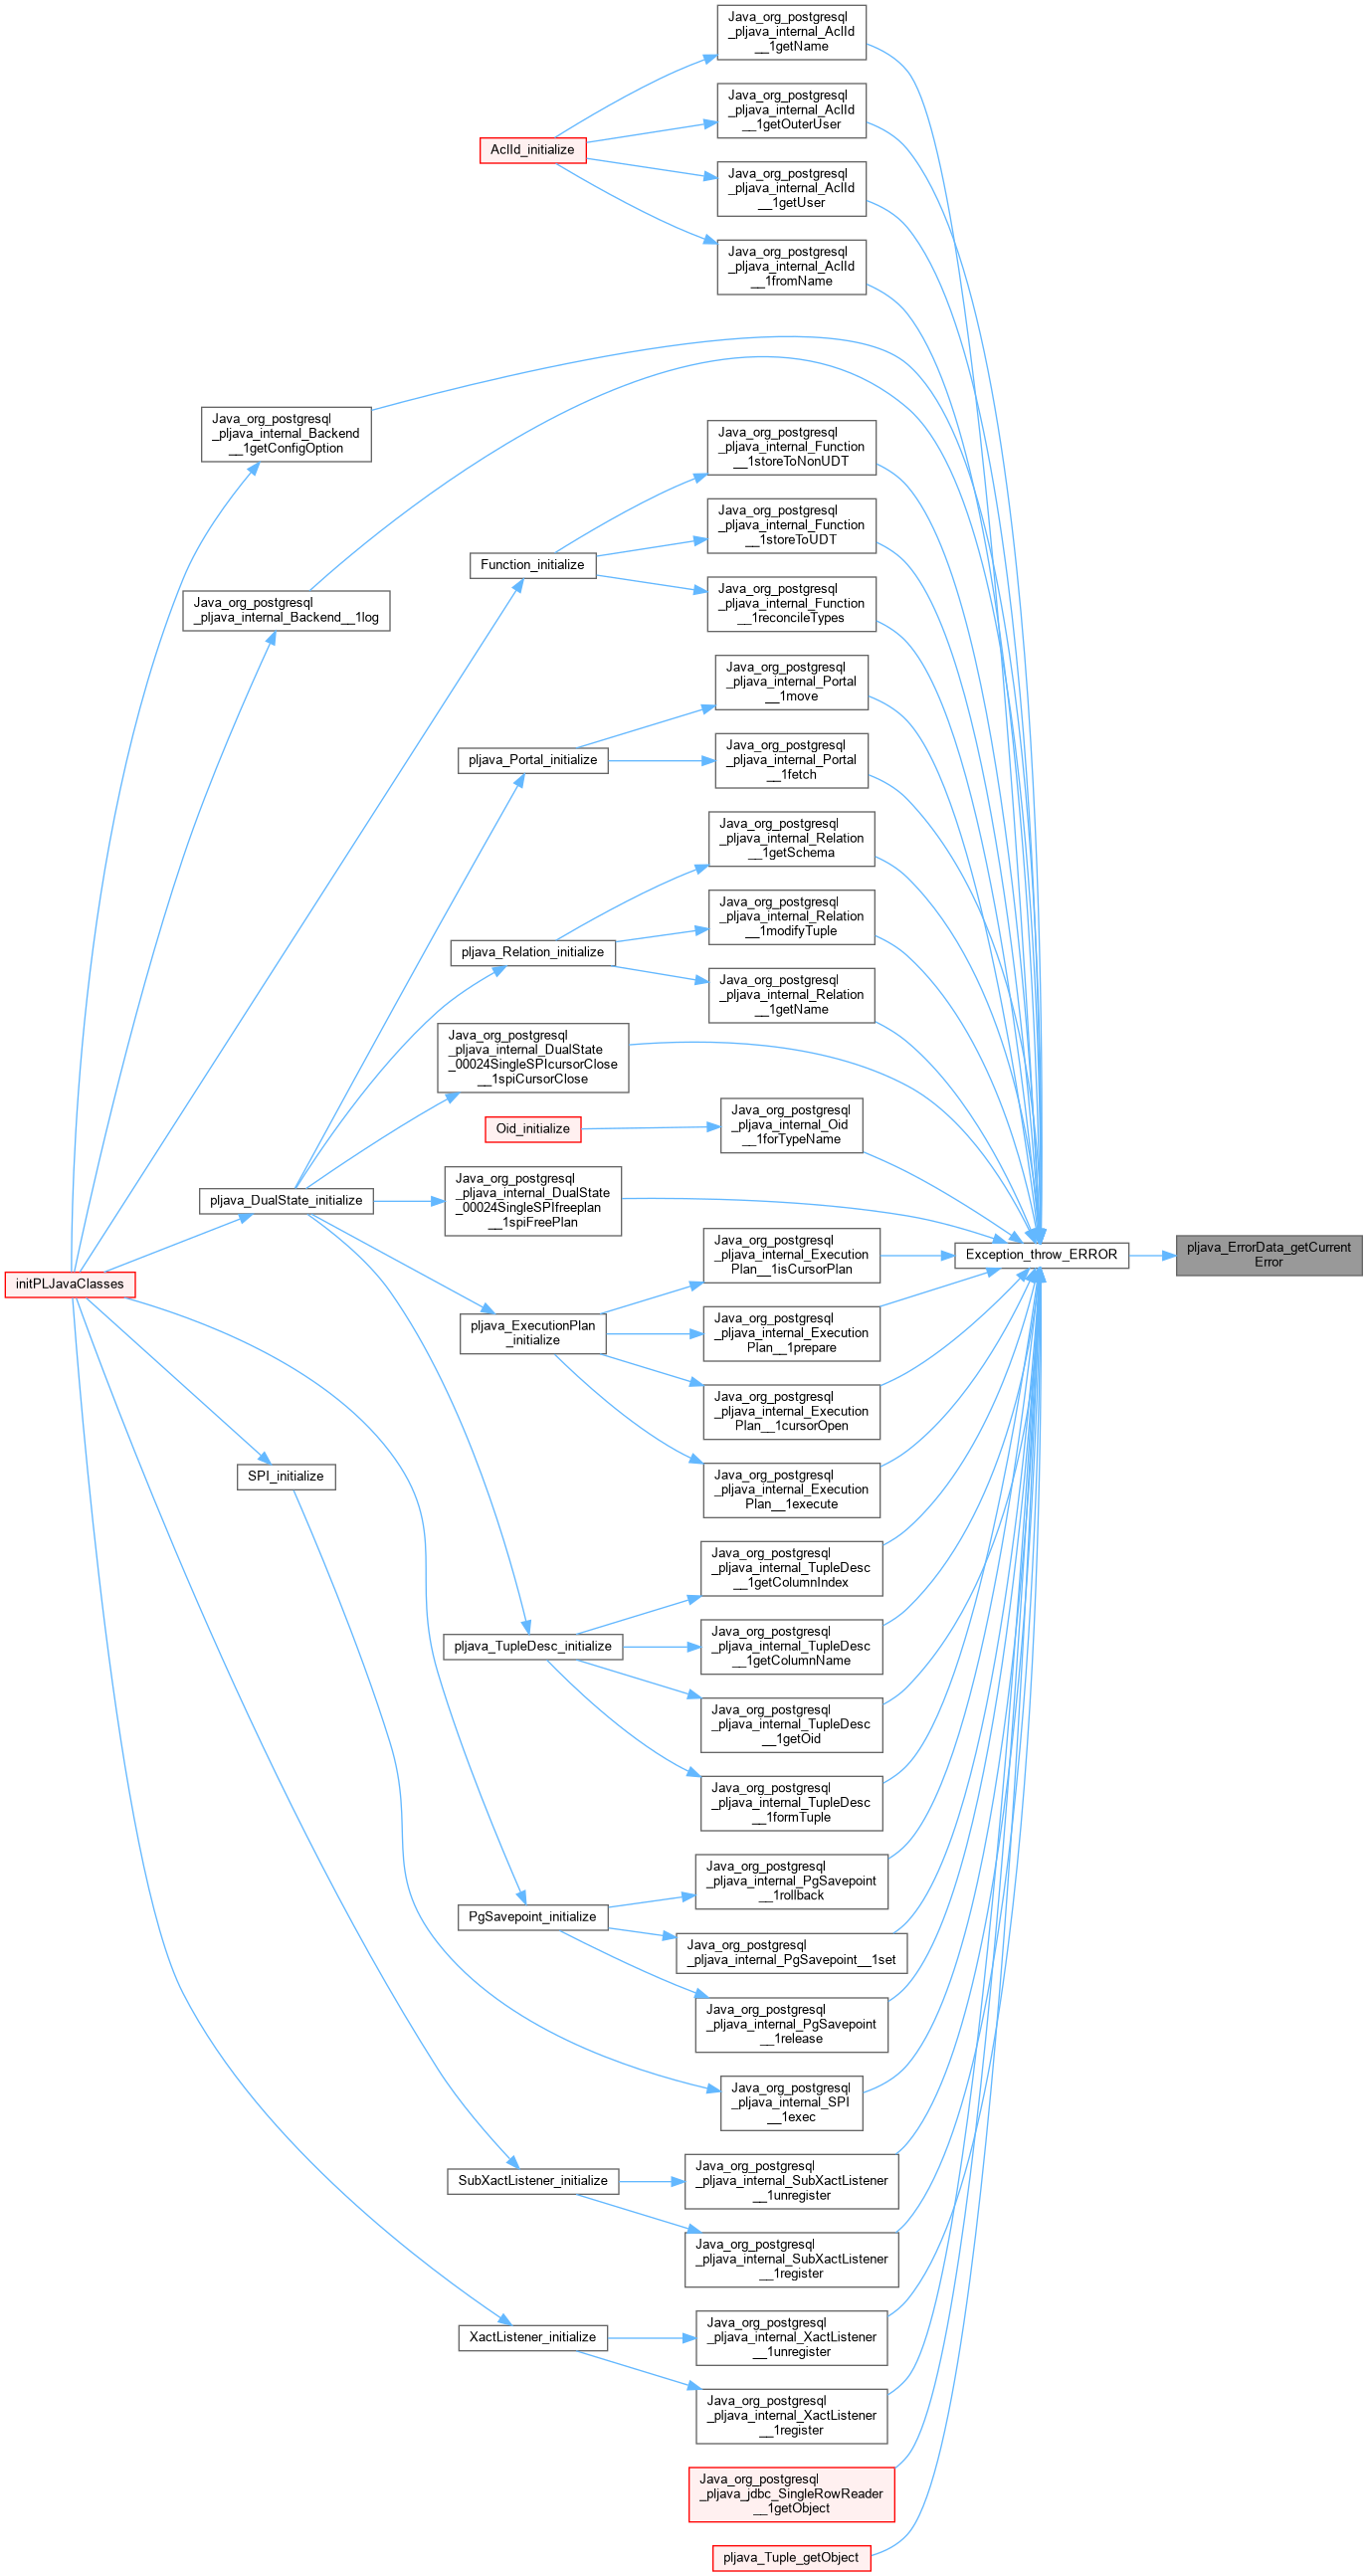 Java_org_postgresql
_pljava_internal_AclId
__1getName
Java_org_postgresql
_pljava_internal_AclId
__1getOuterUser
AclId_initialize
Java_org_postgresql
_pljava_internal_AclId
__1getUser
Java_org_postgresql
_pljava_internal_AclId
__1fromName
Java_org_postgresql
_pljava_internal_Backend
__1getConfigOption
Java_org_postgresql
_pljava_internal_Function
__1storeToNonUDT
Java_org_postgresql
_pljava_internal_Function
__1storeToUDT
Function_initialize
Java_org_postgresql
_pljava_internal_Backend__1log
Java_org_postgresql
_pljava_internal_Function
__1reconcileTypes
Java_org_postgresql
_pljava_internal_Portal
__1move
pljava_Portal_initialize
Java_org_postgresql
_pljava_internal_Portal
__1fetch
Java_org_postgresql
_pljava_internal_Relation
__1getSchema
Java_org_postgresql
_pljava_internal_Relation
__1modifyTuple
pljava_Relation_initialize
Java_org_postgresql
_pljava_internal_Relation
__1getName
Java_org_postgresql
_pljava_internal_DualState
_00024SingleSPIcursorClose
__1spiCursorClose
Oid_initialize
Java_org_postgresql
_pljava_internal_Oid
__1forTypeName
pljava_DualState_initialize
Java_org_postgresql
_pljava_internal_DualState
_00024SingleSPIfreeplan
__1spiFreePlan
Java_org_postgresql
_pljava_internal_Execution
Plan__1isCursorPlan
Exception_throw_ERROR
pljava_ErrorData_getCurrent
Error
initPLJavaClasses
pljava_ExecutionPlan
_initialize
Java_org_postgresql
_pljava_internal_Execution
Plan__1prepare
Java_org_postgresql
_pljava_internal_Execution
Plan__1cursorOpen
SPI_initialize
Java_org_postgresql
_pljava_internal_Execution
Plan__1execute
Java_org_postgresql
_pljava_internal_TupleDesc
__1getColumnIndex
pljava_TupleDesc_initialize
Java_org_postgresql
_pljava_internal_TupleDesc
__1getColumnName
Java_org_postgresql
_pljava_internal_TupleDesc
__1getOid
Java_org_postgresql
_pljava_internal_TupleDesc
__1formTuple
Java_org_postgresql
_pljava_internal_PgSavepoint
__1rollback
PgSavepoint_initialize
Java_org_postgresql
_pljava_internal_PgSavepoint__1set
Java_org_postgresql
_pljava_internal_PgSavepoint
__1release
Java_org_postgresql
_pljava_internal_SPI
__1exec
SubXactListener_initialize
Java_org_postgresql
_pljava_internal_SubXactListener
__1unregister
Java_org_postgresql
_pljava_internal_SubXactListener
__1register
XactListener_initialize
Java_org_postgresql
_pljava_internal_XactListener
__1unregister
Java_org_postgresql
_pljava_internal_XactListener
__1register
Java_org_postgresql
_pljava_jdbc_SingleRowReader
__1getObject
pljava_Tuple_getObject